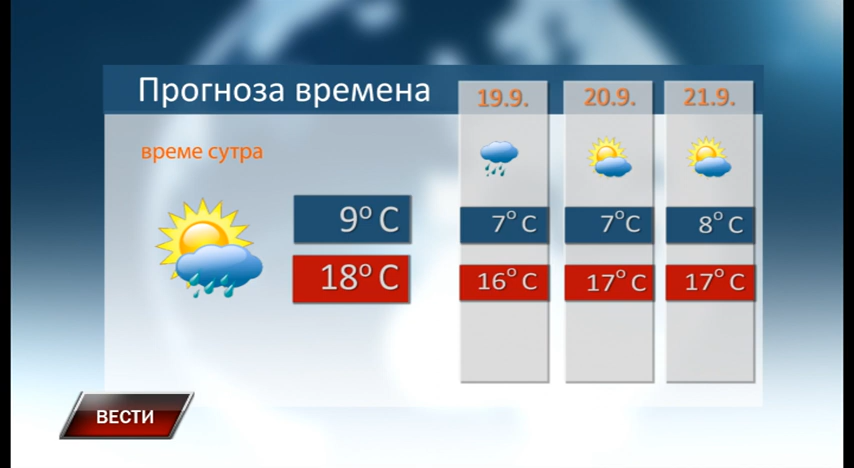 Прогноза времена
време сутра
9° C
18° C
19.9.
7° C
16° C
20.9.
7°C
17° C
21.9.
8° C
17° C
ВЕСТИ